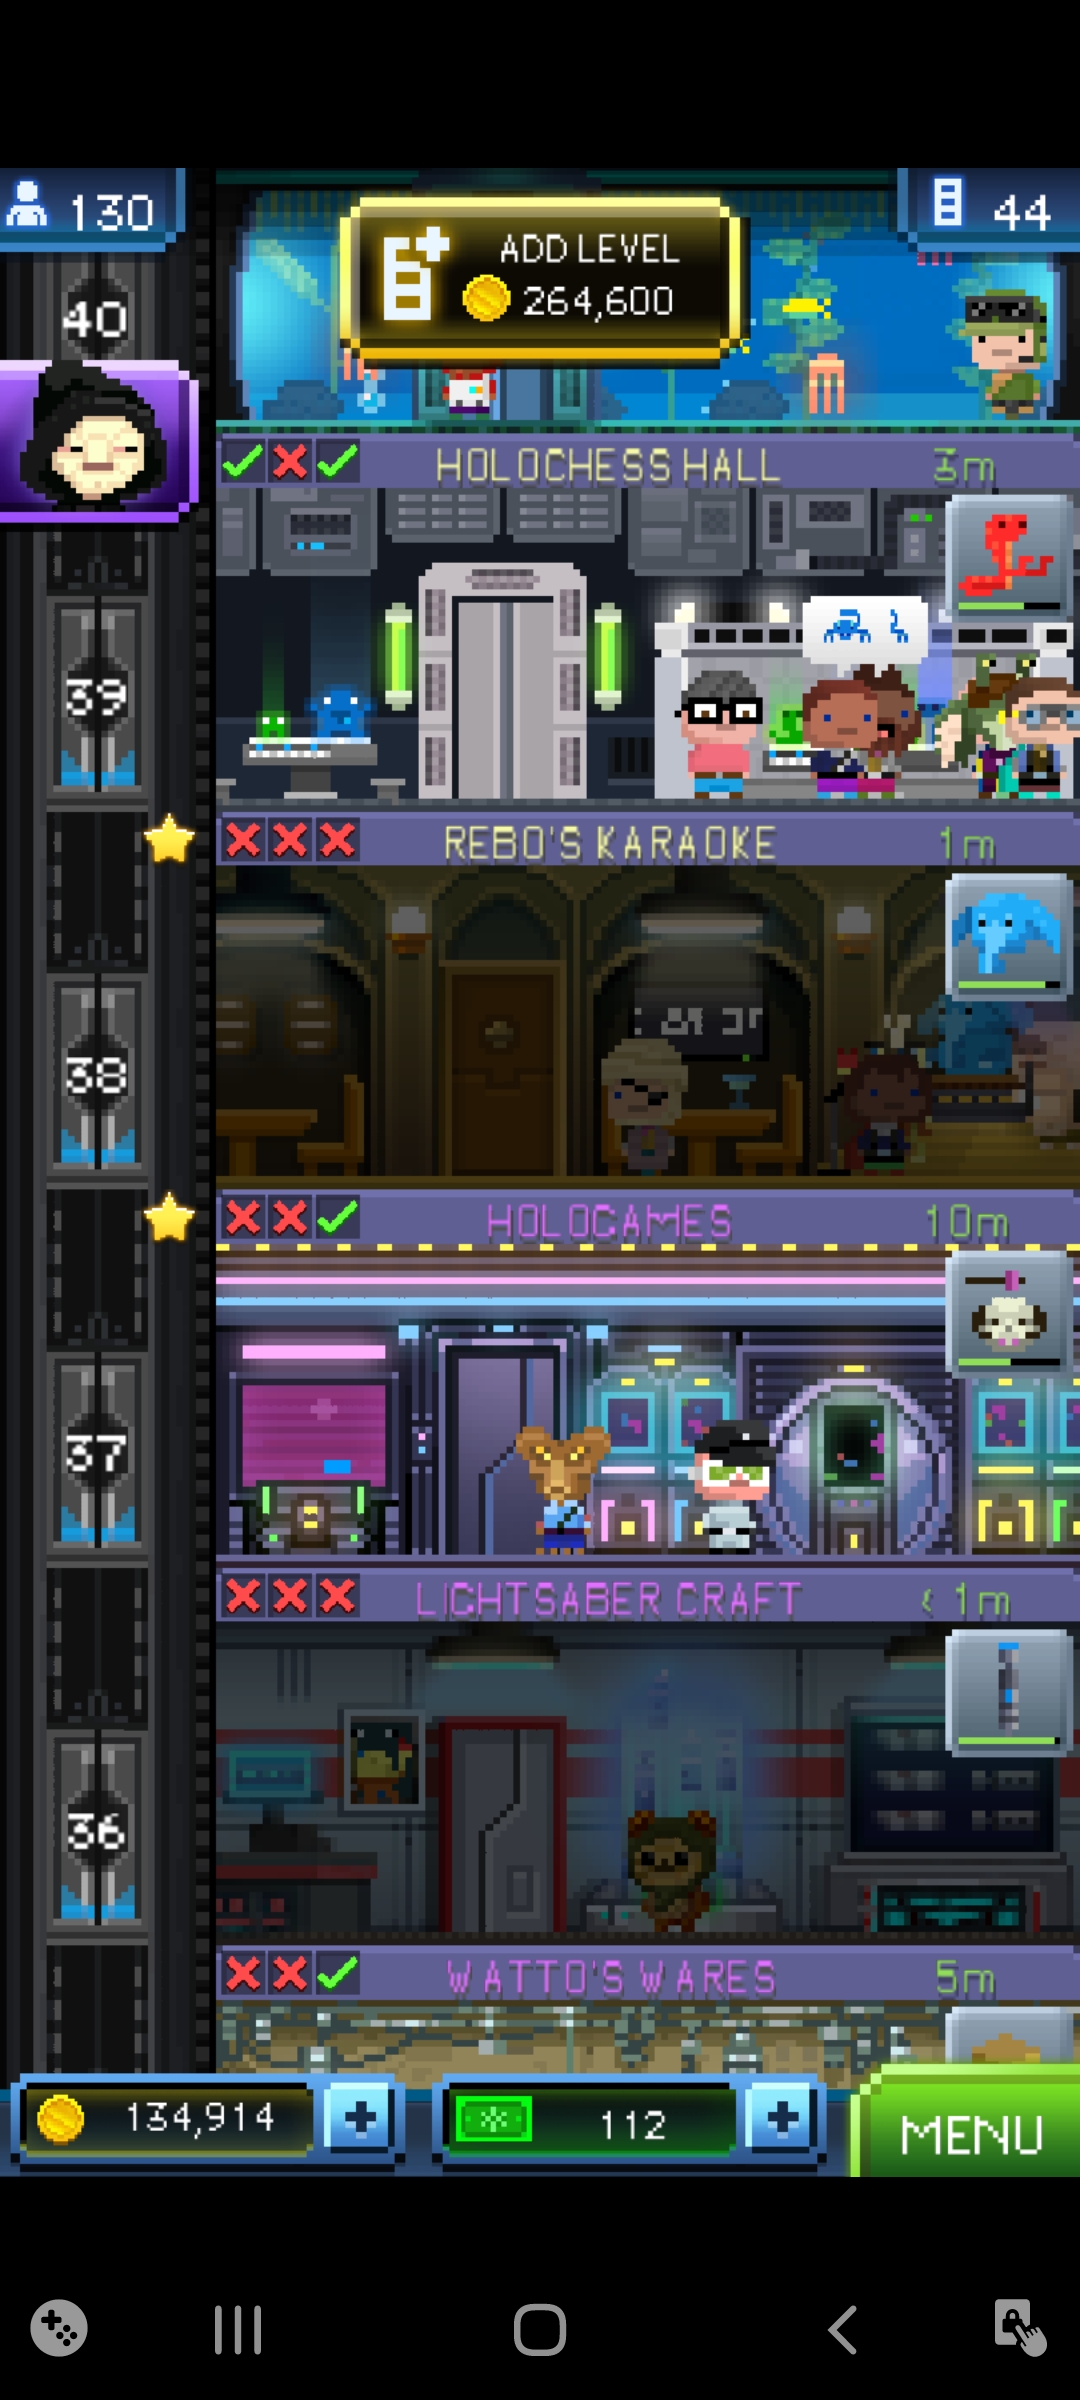 130
ADD LEVEL
264,600
44
40
HOLOCHESS HALL
3m
39
REBO'S KARAOKE
1m
38
HOLOGAMES
10m
37
LIGHTSABER CRAFT
< 1m
36
WATTO'S WARES
5m
134,914
+
112
+
MENU